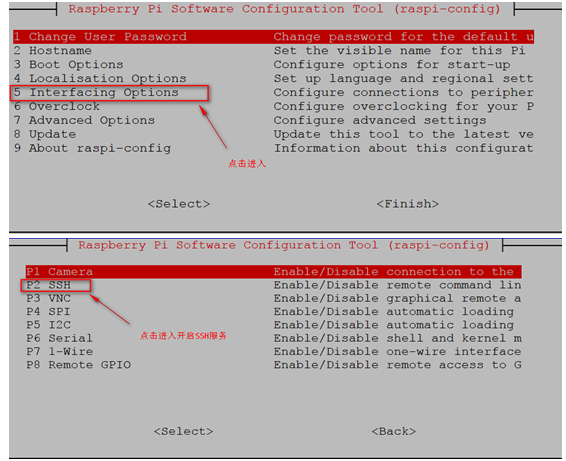 Raspberry Pi Software Configuration Tool (raspi-config)
1 Change User Password Change password for the default u
2 Hostname Set the visible name for this Pi
3 Boot Options Configure options for start-up
4 Localisation Options Set up language and regional sett
5 Interfacing Options Configure connections to peripher
6 Overclock Configure overclocking for your P
7 Advanced Options Configure advanced settings
8 Update Update this tool to the latest ve
9 About raspi-config Information about this configurat
点击进入
<Select> <Finish>
Raspberry Pi Software Configuration Tool (raspi-config)
P1 Camera Enable/Disable connection to the
P2 SSH Enable/Disable remote command lin
P3 VNC Enable/Disable graphical remote a
P4 SPI Enable/Disable automatic loading
P5 I2C Enable/Disable automatic loading
P6 Serial Enable/Disable shell and kernel m
P7 1-Wire Enable/Disable one-wire interface
P8 Remote GPIO Enable/Disable remote access to G
点击进入开启SSH服务
<Select> <Back>